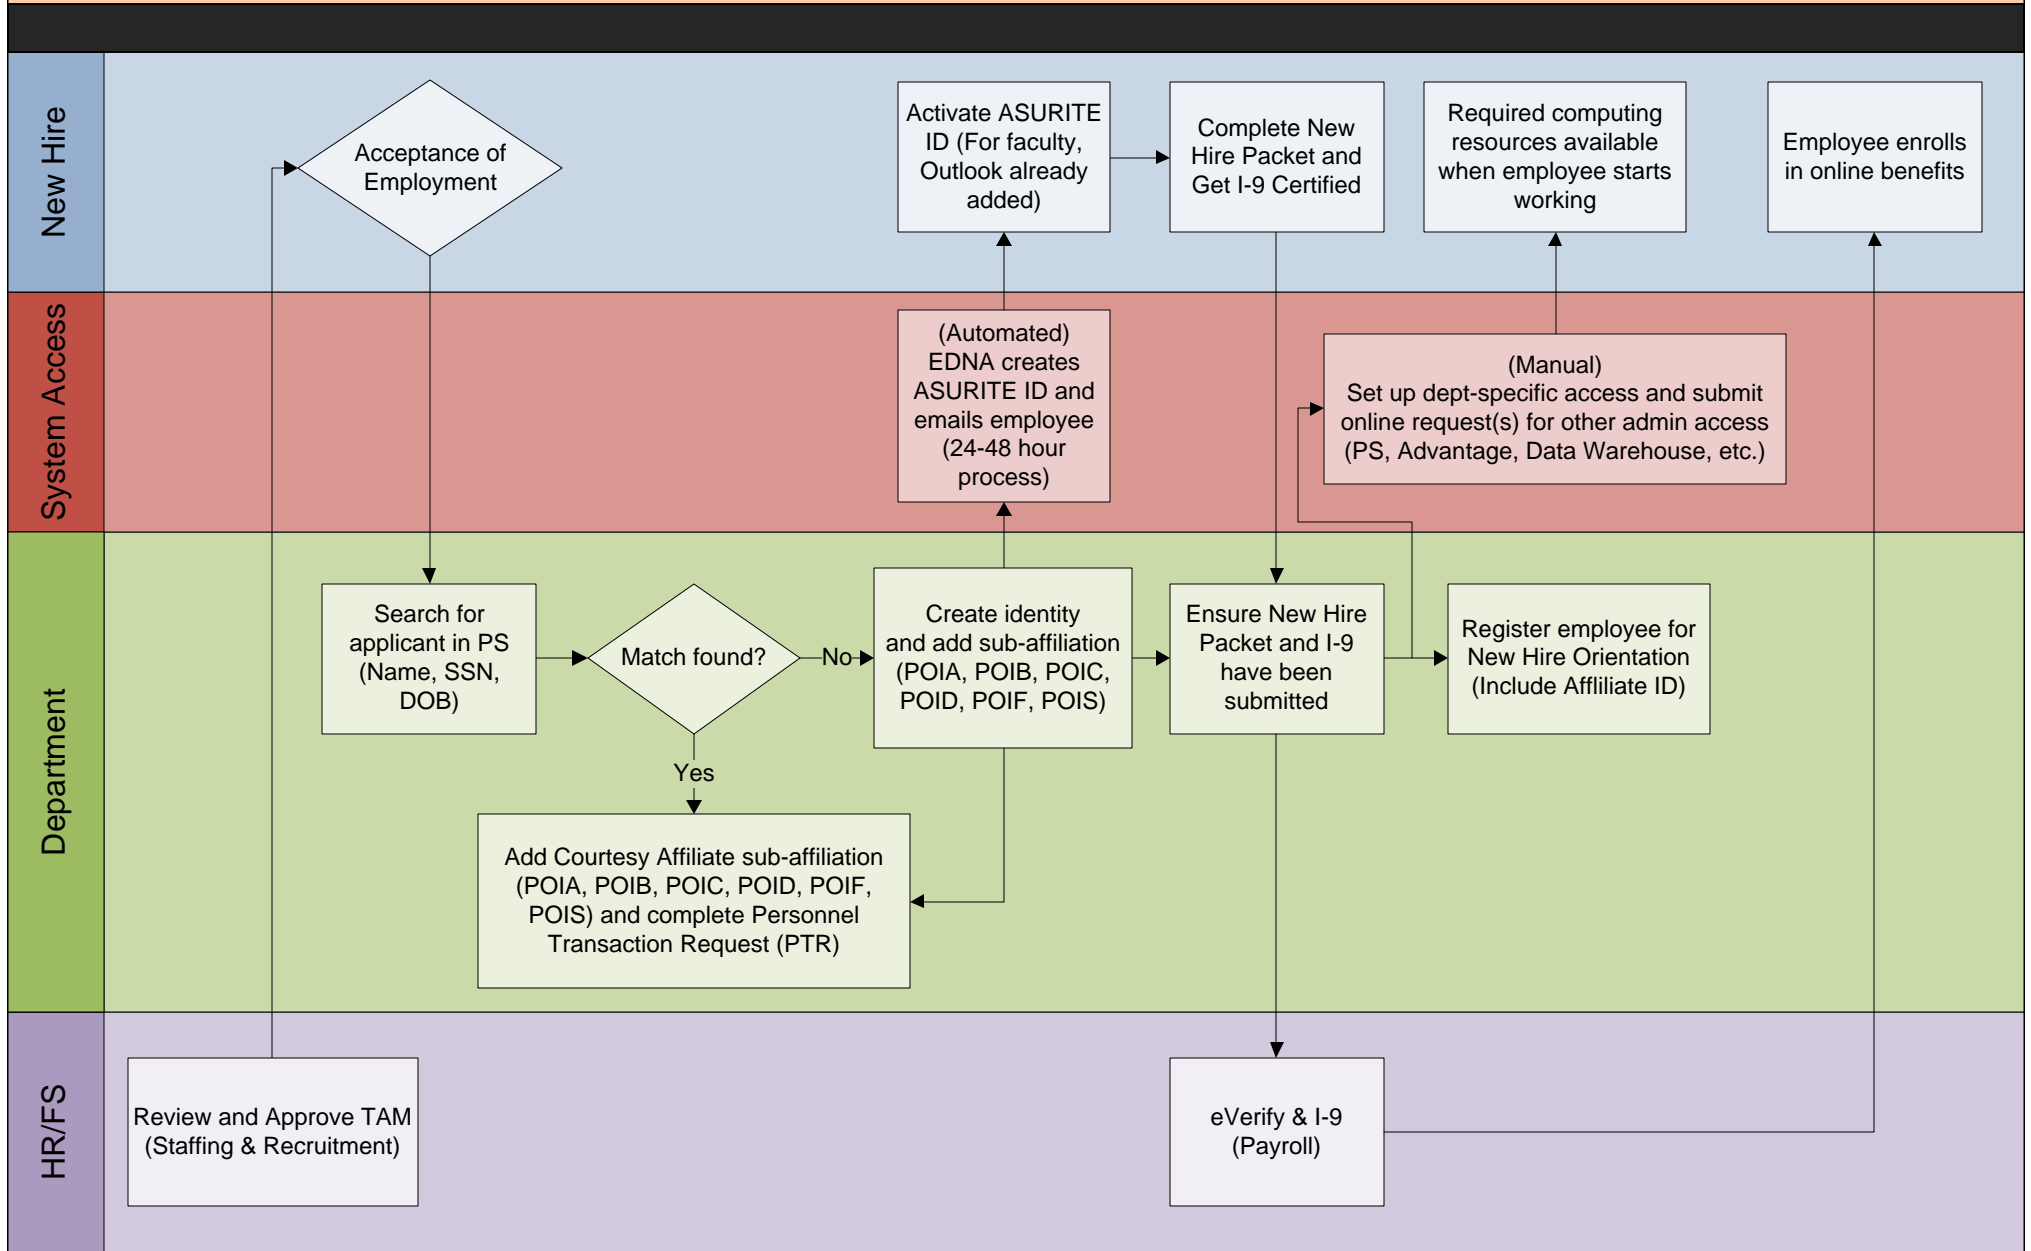 New Hire
Acceptance of
Employment
Activate ASURITE
ID (For faculty,
Outlook already
added)
Complete New
Hire Packet and
Get I-9 Certified
Required computing
resources available
when employee starts
working
Employee enrolls
in online benefits
System Access
(Automated)
EDNA creates
ASURITE ID and
emails employee
(24-48 hour
process)
(Manual)
Set up dept-specific access and submit
online request(s) for other admin access
(PS, Advantage, Data Warehouse, etc.)
Department
Search for
applicant in PS
(Name, SSN,
DOB)
Match found?
No
Create identity
and add sub-affiliation
(POIA, POIB, POIC,
POID, POIF, POIS)
Ensure New Hire
Packet and I-9
have been
submitted
Register employee for
New Hire Orientation
(Include Affliliate ID)
Yes
Add Courtesy Affiliate sub-affiliation
(POIA, POIB, POIC, POID, POIF,
POIS) and complete Personnel
Transaction Request (PTR)
HR/FS
Review and Approve TAM
(Staffing & Recruitment)
eVerify & I-9
(Payroll)